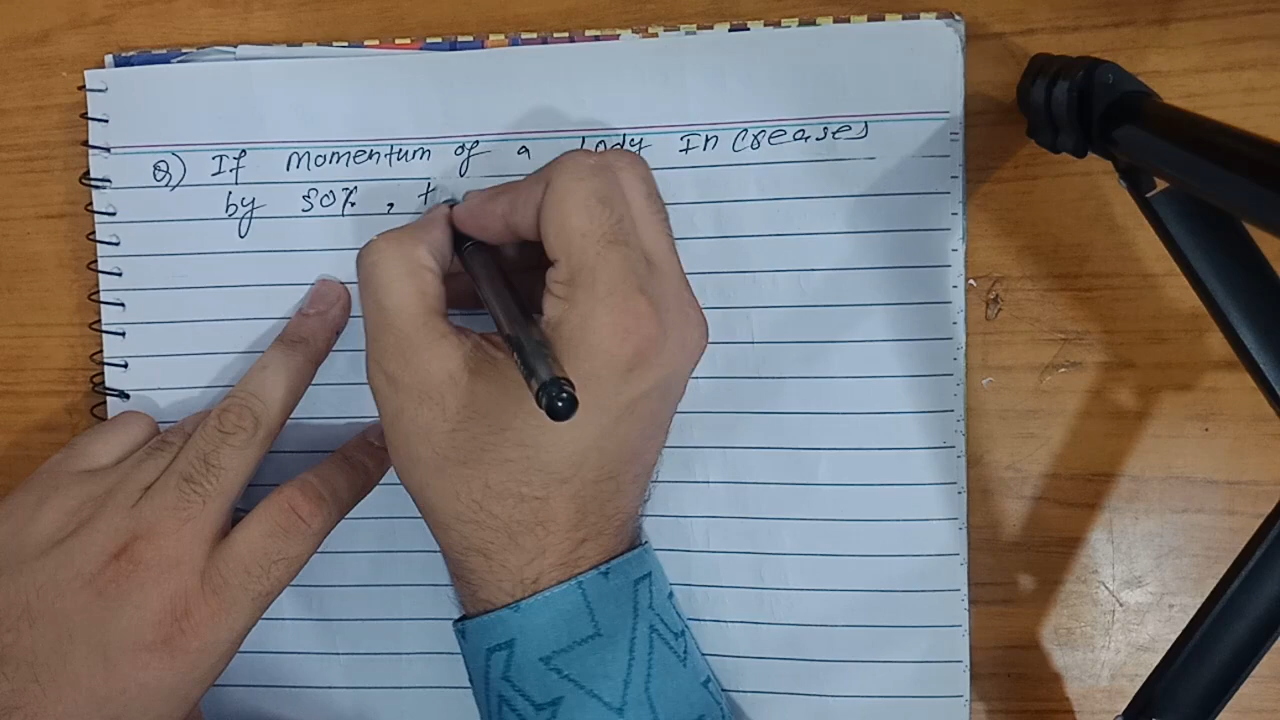 Q) If momentum of a body Increases
by 50%, t